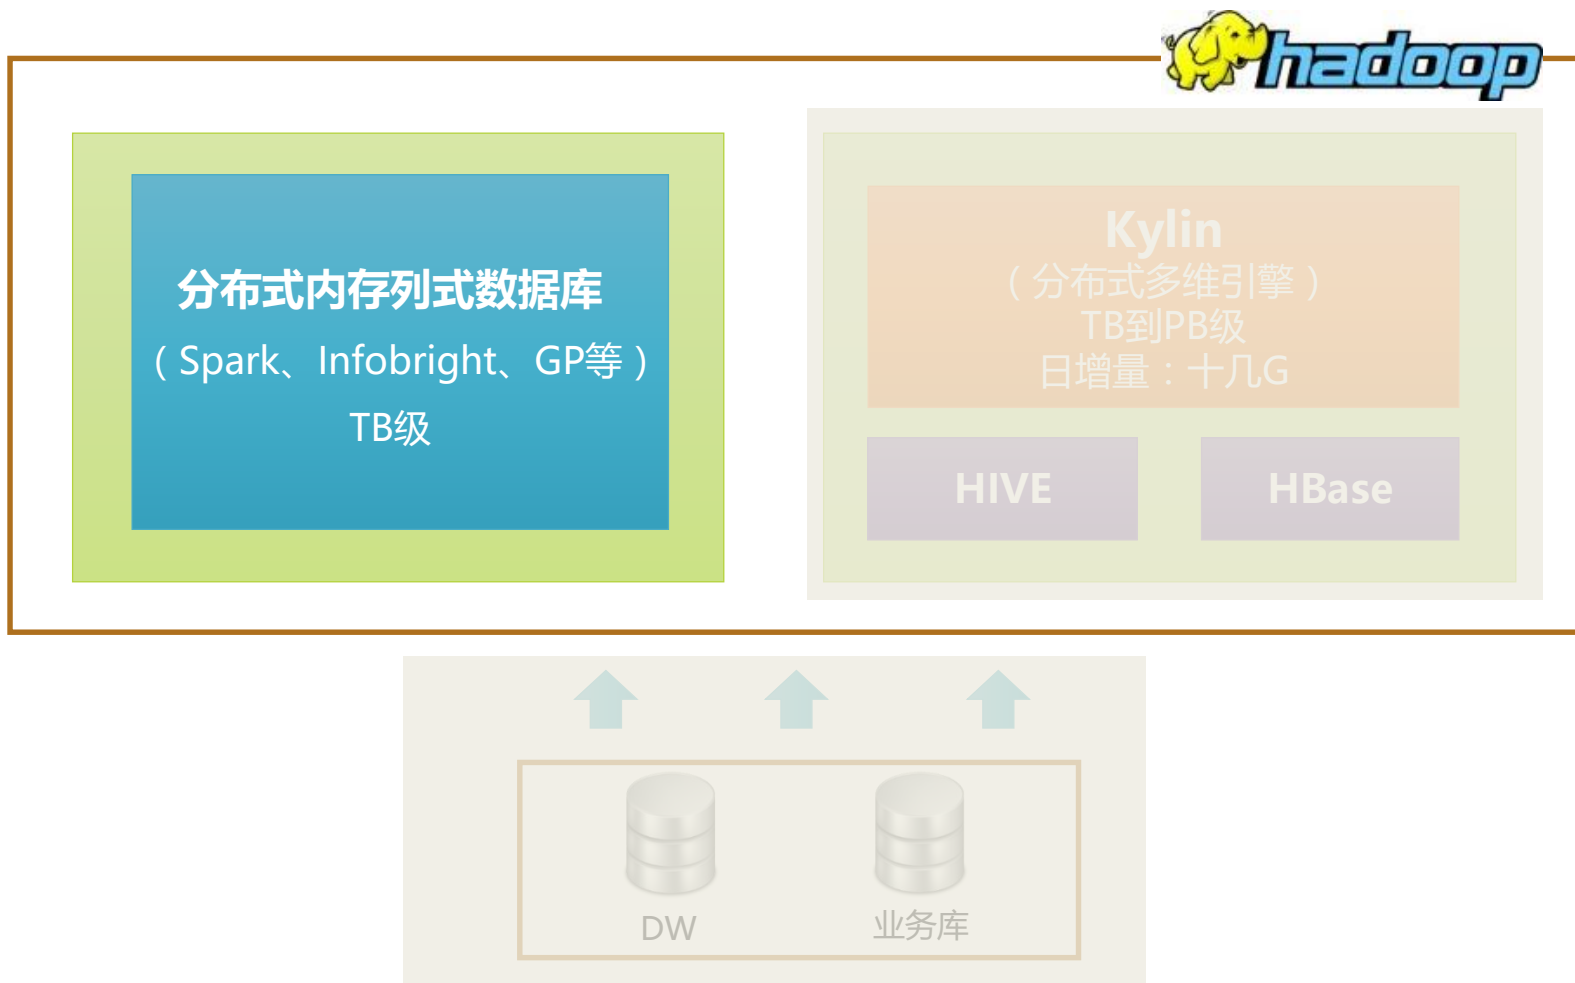 hadoop
分布式内存列式数据库
（Spark、Infobright、GP等）
TB级
Kylin
（分布式多维引擎）
TB到PB级
日增量：十几G
HIVE
HBase
DW
业务库